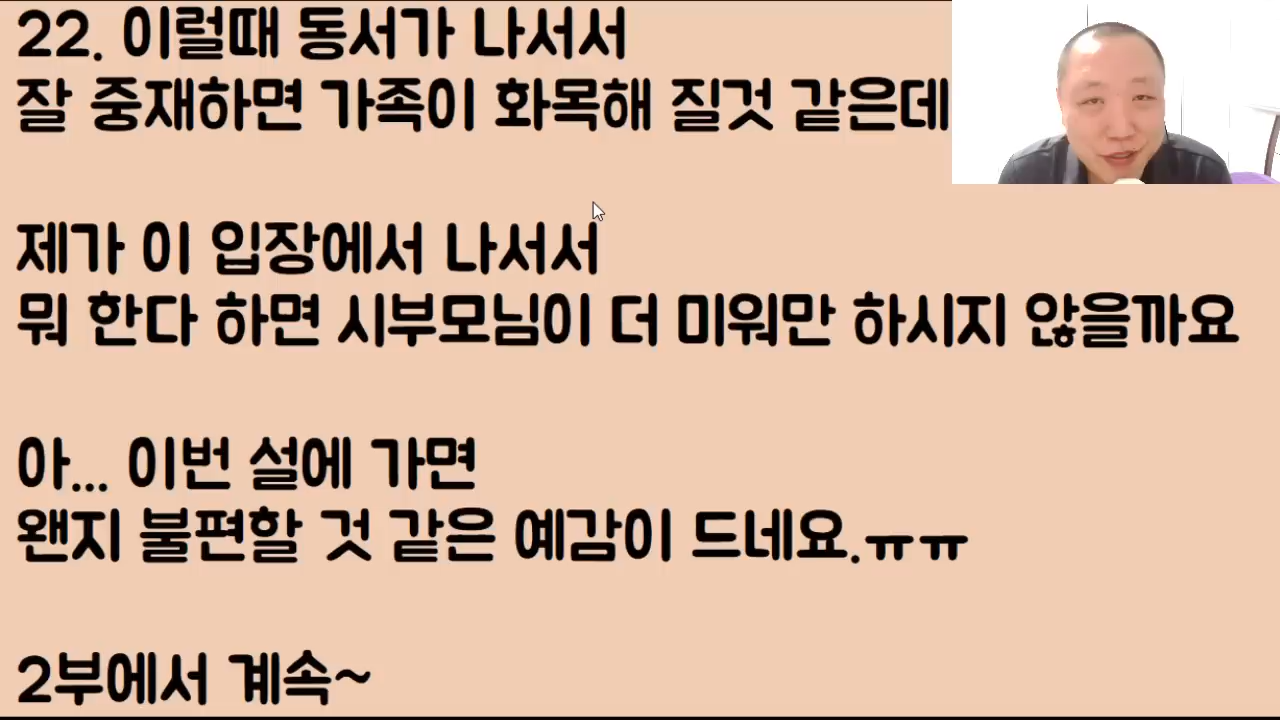 22. 이럴때 동서가 나서서
잘 중재하면 가족이 화목해 질것 같은데
제가 이 입장에서 나서서
뭐 한다 하면 시부모님이 더 미워만 하시지 않을까요
아... 이번 설에 가면
왠지 불편할 것 같은 예감이 드네요.ㅠㅠ
2부에서 계속~